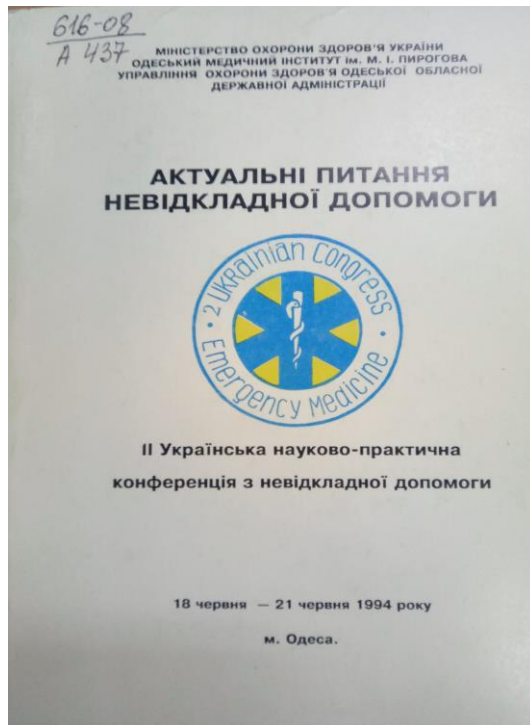 616-08
А 437
МІНІСТЕРСТВО ОХОРОНИ ЗДОРОВ'Я УКРАЇНИ
ОДЕСЬКИЙ МЕДИЧНИЙ ІНСТИТУТ ім. М. І. ПИРОГОВА
УПРАВЛІННЯ ОХОРОНИ ЗДОРОВ'Я ОДЕСЬКОЇ ОБЛАСНОЇ
ДЕРЖАВНОЇ АДМІНІСТРАЦІЇ
АКТУАЛЬНІ ПИТАННЯ
НЕВІДКЛАДНОЇ ДОПОМОГИ
• 2 Ukrainian Congress •
Emergency Medicine
II Українська науково-практична
конференція з невідкладної допомоги
18 червня — 21 червня 1994 року
м. Одеса.